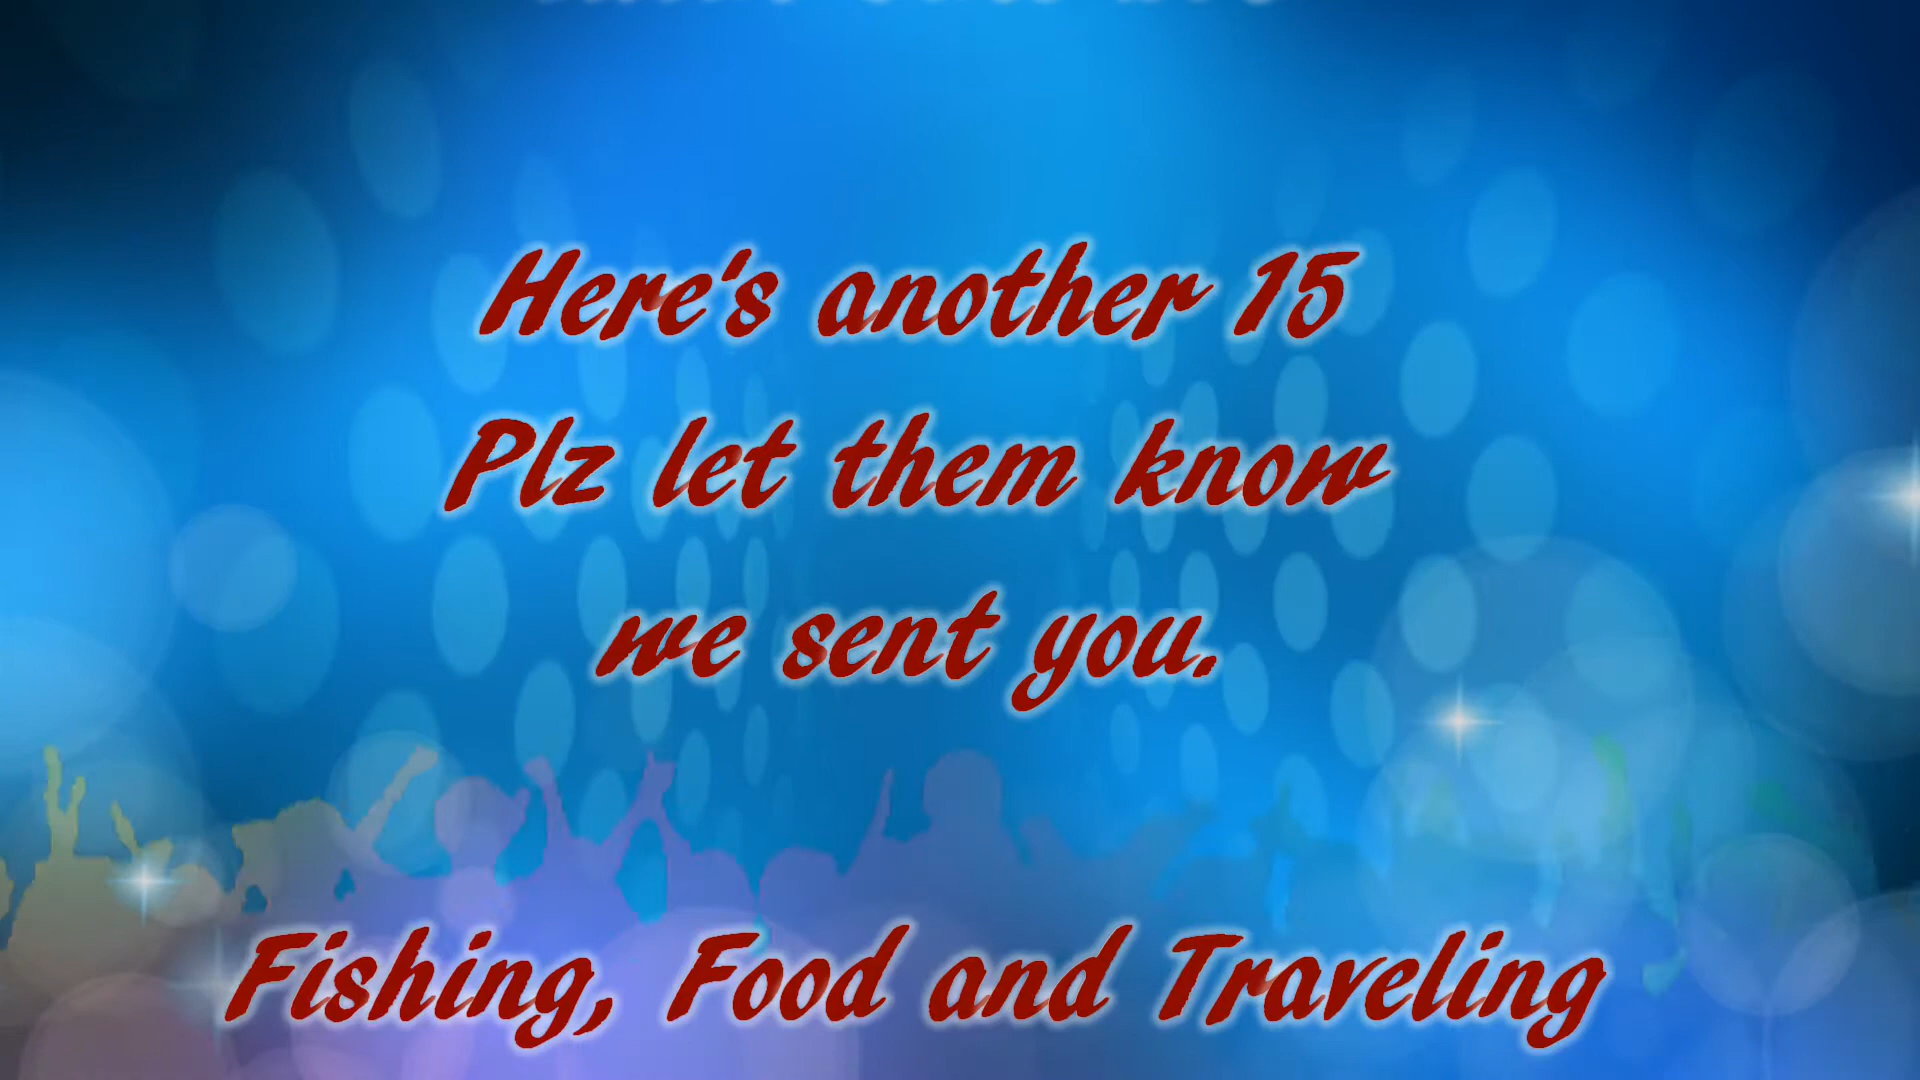 Here's another 15
Plz let them know
we sent you.
Fishing, Food and Traveling